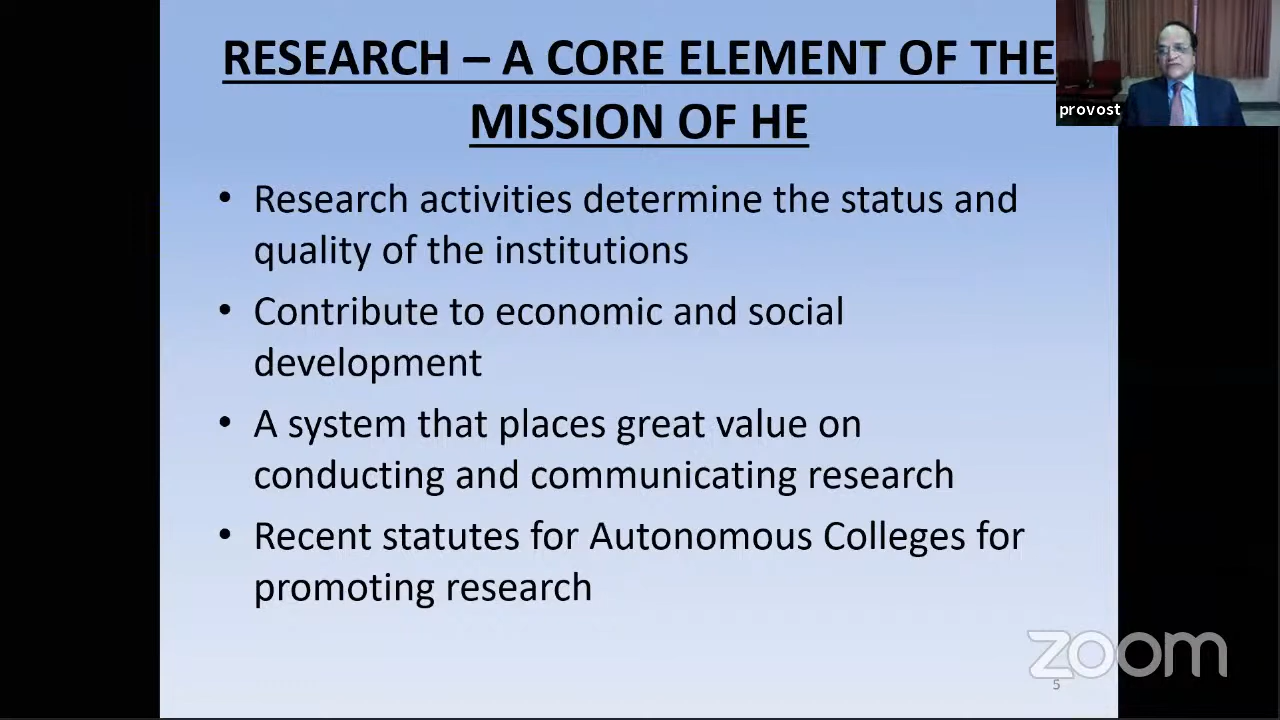 RESEARCH – A CORE ELEMENT OF THE
MISSION OF HE
provost
• Research activities determine the status and
quality of the institutions
• Contribute to economic and social
development
• A system that places great value on
conducting and communicating research
• Recent statutes for Autonomous Colleges for
promoting research
zoom
5